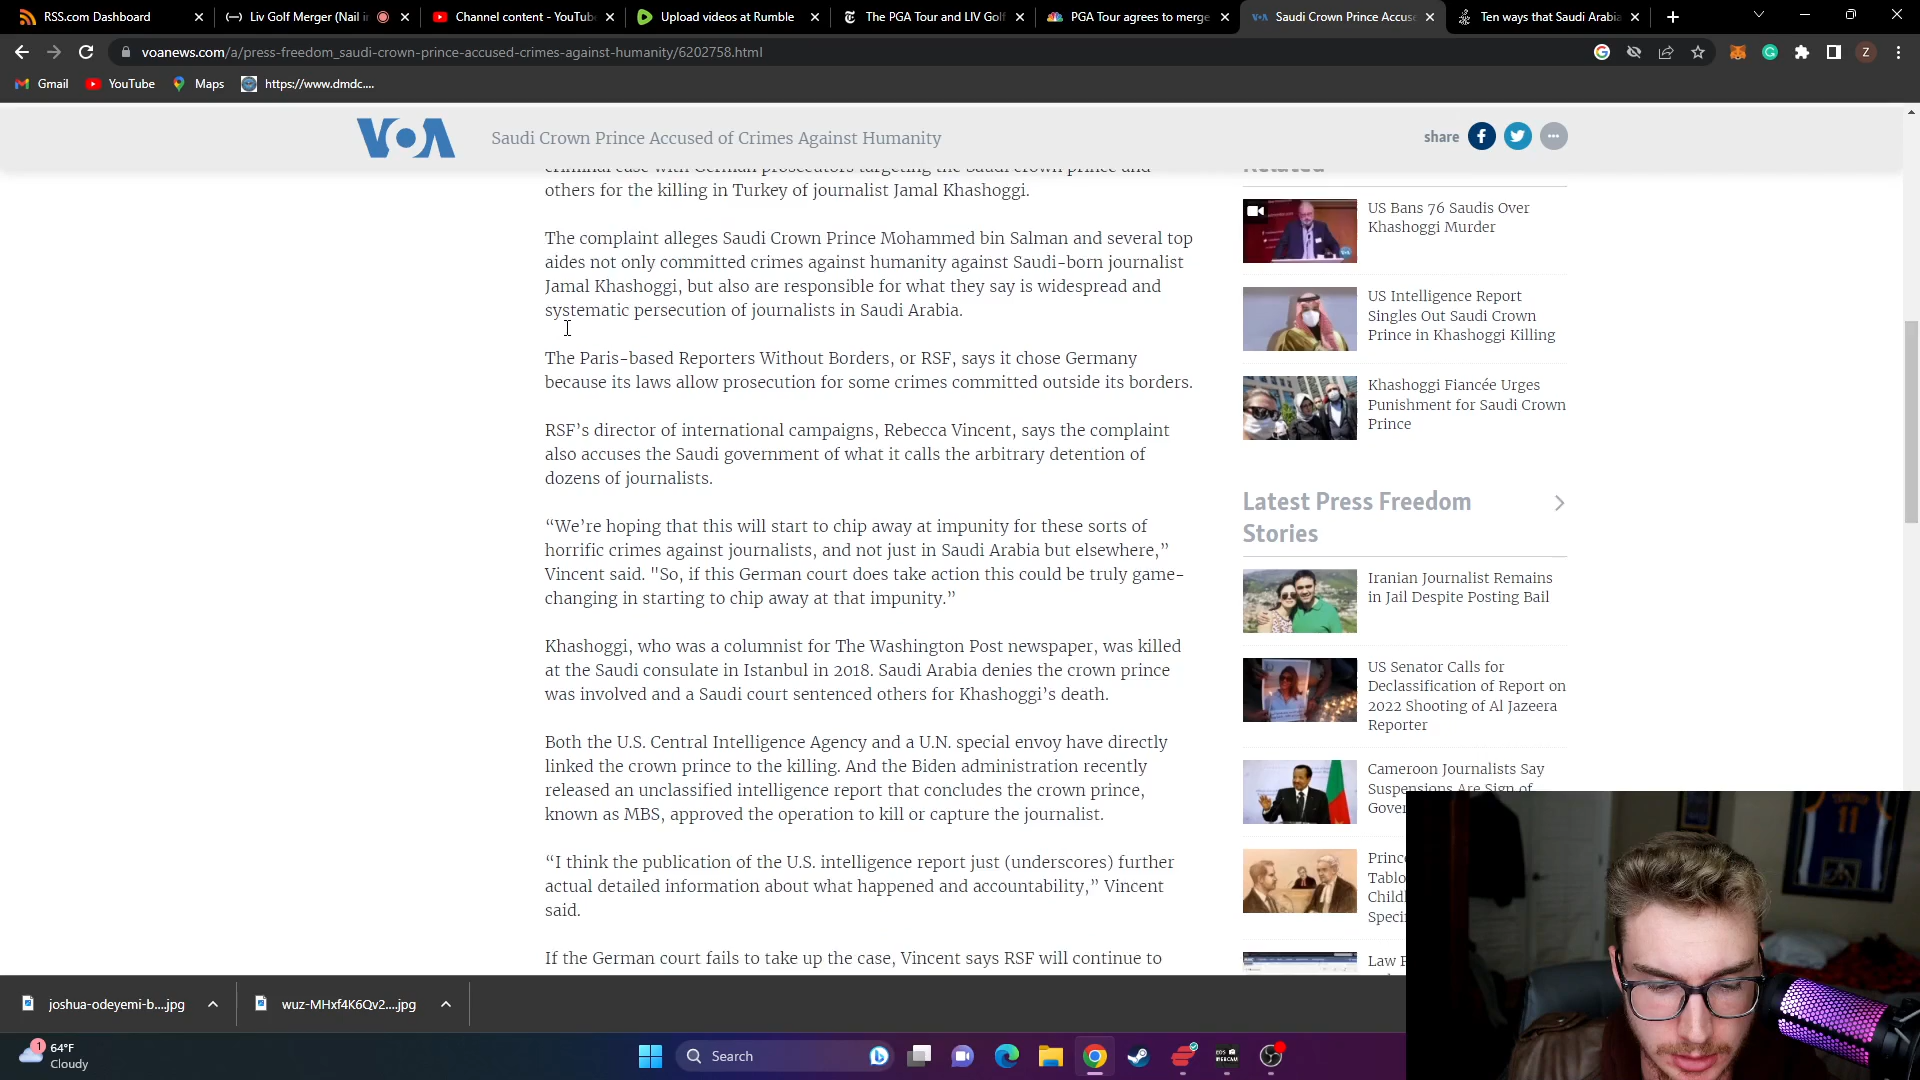 RSS.com Dashboard
Liv Golf Merger (Nail i
Channel content - YouTub
Upload videos at Rumble
The PGA Tour and LIV Golf
PGA Tour agrees to merge
Saudi Crown Prince Accuse
Ten ways that Saudi Arabia
voanews.com/a/press-freedom_saudi-crown-prince-accused-crimes-against-humanity/6202758.html
Z
Gmail
YouTube
Maps
https://www.dmdc....
VOA
Saudi Crown Prince Accused of Crimes Against Humanity
share
criminal case with German prosecutors targeting the Saudi crown prince and
others for the killing in Turkey of journalist Jamal Khashoggi.
The complaint alleges Saudi Crown Prince Mohammed bin Salman and several top
aides not only committed crimes against humanity against Saudi-born journalist
Jamal Khashoggi, but also are responsible for what they say is widespread and
systematic persecution of journalists in Saudi Arabia.
The Paris-based Reporters Without Borders, or RSF, says it chose Germany
because its laws allow prosecution for some crimes committed outside its borders.
RSF’s director of international campaigns, Rebecca Vincent, says the complaint
also accuses the Saudi government of what it calls the arbitrary detention of
dozens of journalists.
“We’re hoping that this will start to chip away at impunity for these sorts of
horrific crimes against journalists, and not just in Saudi Arabia but elsewhere,”
Vincent said. "So, if this German court does take action this could be truly game-
changing in starting to chip away at that impunity.”
Khashoggi, who was a columnist for The Washington Post newspaper, was killed
at the Saudi consulate in Istanbul in 2018. Saudi Arabia denies the crown prince
was involved and a Saudi court sentenced others for Khashoggi’s death.
Both the U.S. Central Intelligence Agency and a U.N. special envoy have directly
linked the crown prince to the killing. And the Biden administration recently
released an unclassified intelligence report that concludes the crown prince,
known as MBS, approved the operation to kill or capture the journalist.
“I think the publication of the U.S. intelligence report just (underscores) further
actual detailed information about what happened and accountability,” Vincent
said.
If the German court fails to take up the case, Vincent says RSF will continue to
Related
US Bans 76 Saudis Over
Khashoggi Murder
US Intelligence Report
Singles Out Saudi Crown
Prince in Khashoggi Killing
Khashoggi Fiancée Urges
Punishment for Saudi Crown
Prince
Latest Press Freedom
Stories
Iranian Journalist Remains
in Jail Despite Posting Bail
US Senator Calls for
Declassification of Report on
2022 Shooting of Al Jazeera
Reporter
Cameroon Journalists Say
Suspensions Are Sign of
Gover
Princ
Tablo
Child
Speci
Law F
11
joshua-odeyemi-b....jpg
wuz-MHxf4K6Qv2....jpg
1
64°F
Cloudy
Search
EOS
WEBCAM